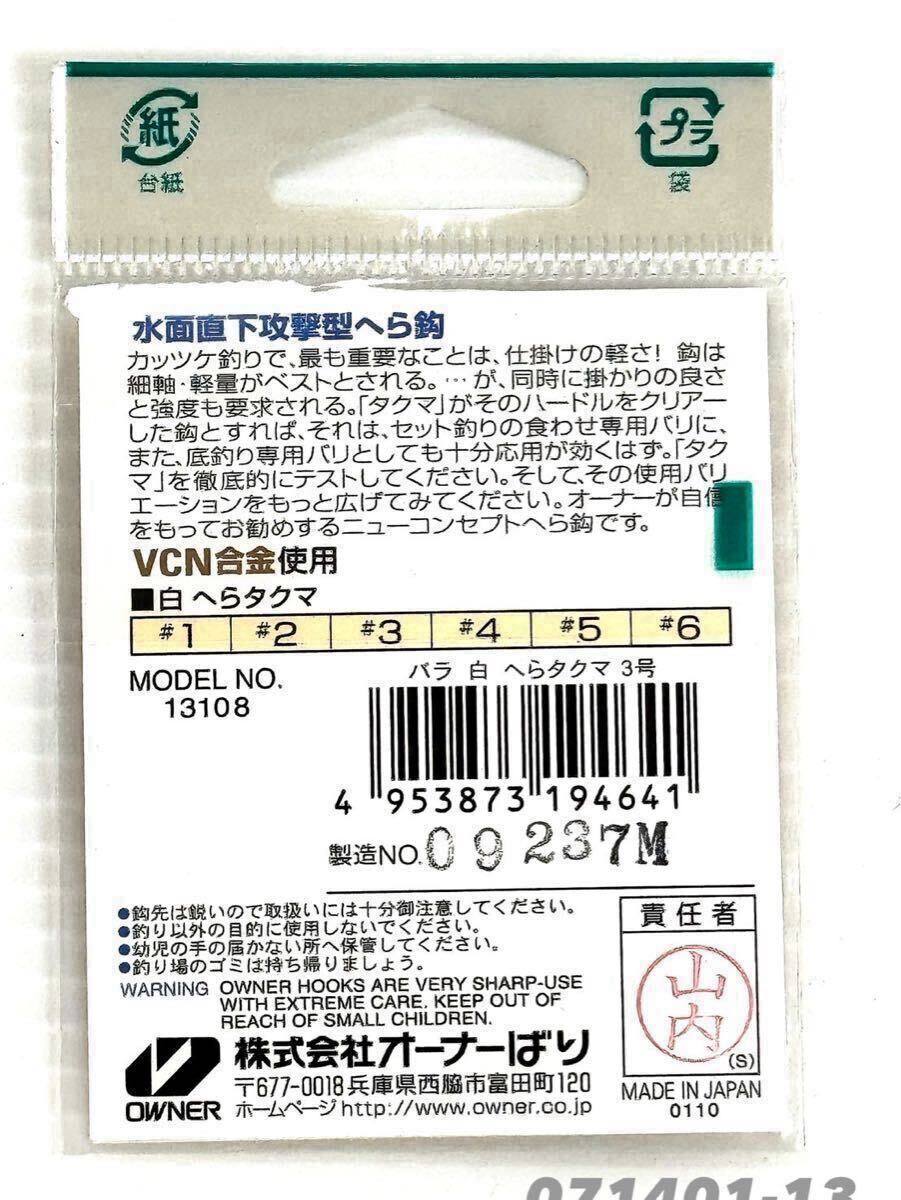 紙
台紙
プラ
袋
水面直下攻撃型へら鈎
カッツケ釣りで、最も重要なことは、仕掛けの軽さ! 鈎は
細軸・軽量がベストとされる。…が、同時に掛かりの良さ
と強度も要求される。「タクマ」がそのハードルをクリアー
した鈎とすれば、それは、セット釣りの食わせ専用バリに、
また、底釣り専用バリとしても十分応用が効くはず。「タク
マ」を徹底的にテストしてください。そして、その使用バリ
エーションをもっと広げてみてください。オーナーが自信
をもってお勧めするニューコンセプトへら鈎です。
VCN合金使用
■白 へらタクマ
#1 #2 #3 #4 #5 #6
MODEL NO.
13108
バラ 白 へらタクマ 3号
4 953873 194641
製造NO. 09237M
●鈎先は鋭いので取扱いには十分御注意してください。
●釣り以外の目的に使用しないでください。
●幼児の手の届かない所へ保管してください。
●釣り場のゴミは持ち帰りましょう。
WARNING OWNER HOOKS ARE VERY SHARP-USE
WITH EXTREME CARE. KEEP OUT OF
REACH OF SMALL CHILDREN.
責任者
山内
(S)
OWNER
株式会社オーナーばり
〒677-0018 兵庫県西脇市富田町120
ホームページ http://www.owner.co.jp
MADE IN JAPAN
0110
071401-13